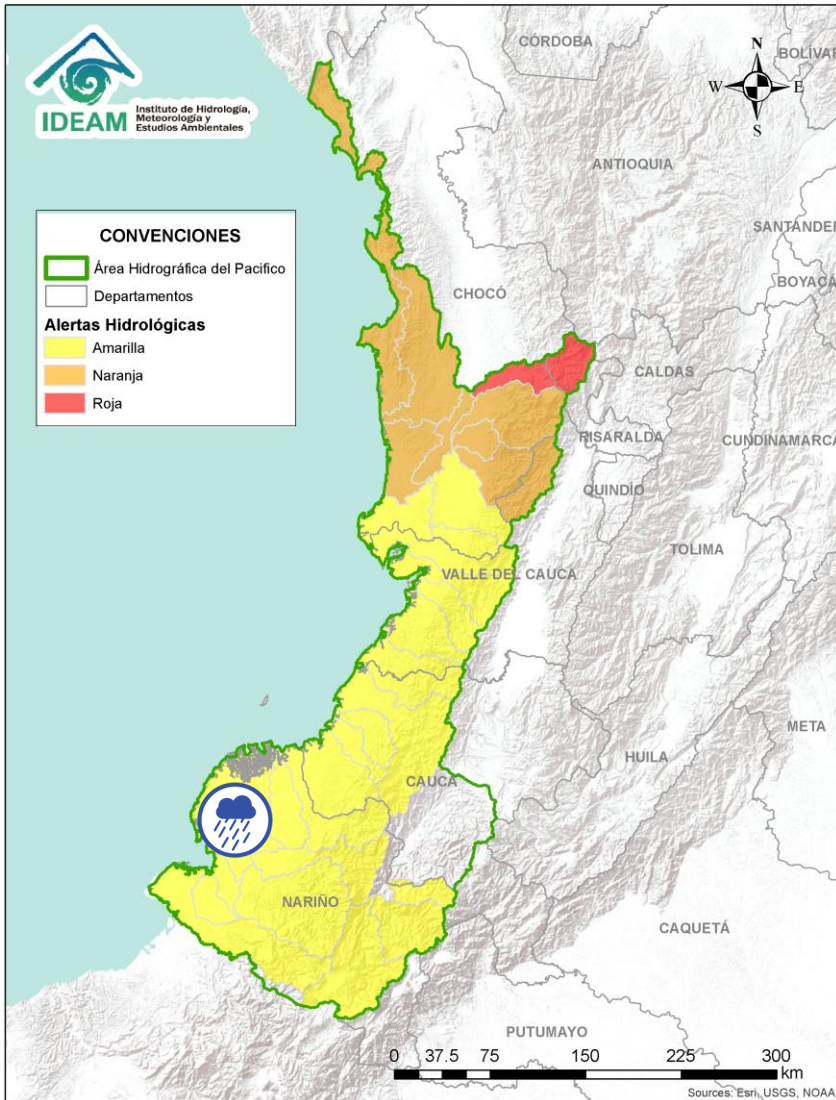 CÓRDOBA
BOLÍVAR
N
W
E
S
IDEAM
Instituto de Hidrología,
Meteorología y
Estudios Ambientales
ANTIOQUIA
SANTANDER
CONVENCIONES
Área Hidrográfica del Pacifico
Departamentos
Alertas Hidrológicas
Amarilla
Naranja
Roja
BOYACÁ
CHOCÓ
CALDAS
RISARALDA
CUNDINAMARCA
QUINDÍO
TOLIMA
VALLE DEL CAUCA
META
HUILA
CAUCA
NARIÑO
CAQUETÁ
PUTUMAYO
0 37.5 75 150 225 300
km
Sources: Esri, USGS, NOAA